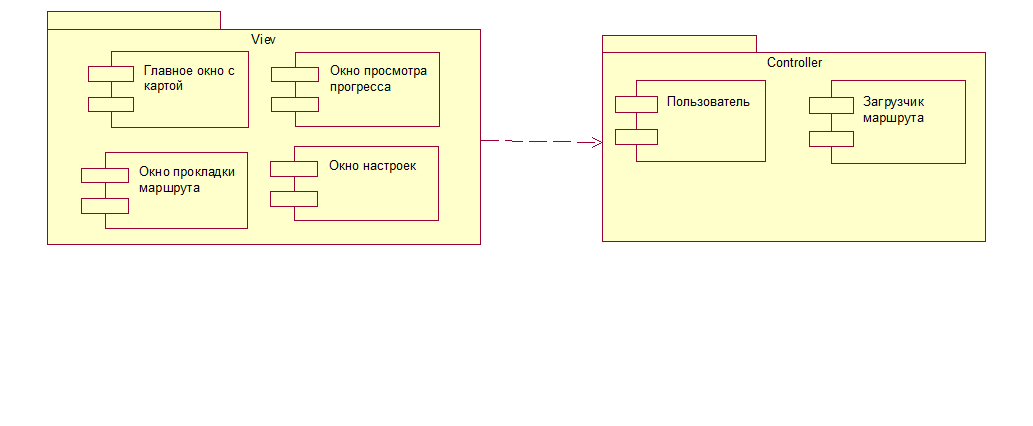 Viev
Главное окно с
картой
Окно просмотра
прогресса
Окно прокладки
маршрута
Окно настроек
Controller
Пользователь
Загрузчик
маршрута